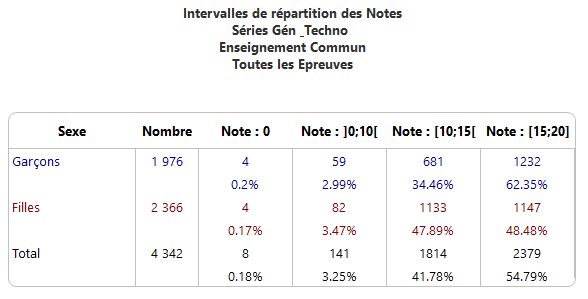 Intervalles de répartition des Notes
Séries Gén _Techno
Enseignement Commun
Toutes les Epreuves
Sexe Nombre Note : 0 Note : ]0;10[ Note : [10;15[ Note : [15;20]
Garçons 1 976 4 59 681 1232
0.2% 2.99% 34.46% 62.35%
Filles 2 366 4 82 1133 1147
0.17% 3.47% 47.89% 48.48%
Total 4 342 8 141 1814 2379
0.18% 3.25% 41.78% 54.79%